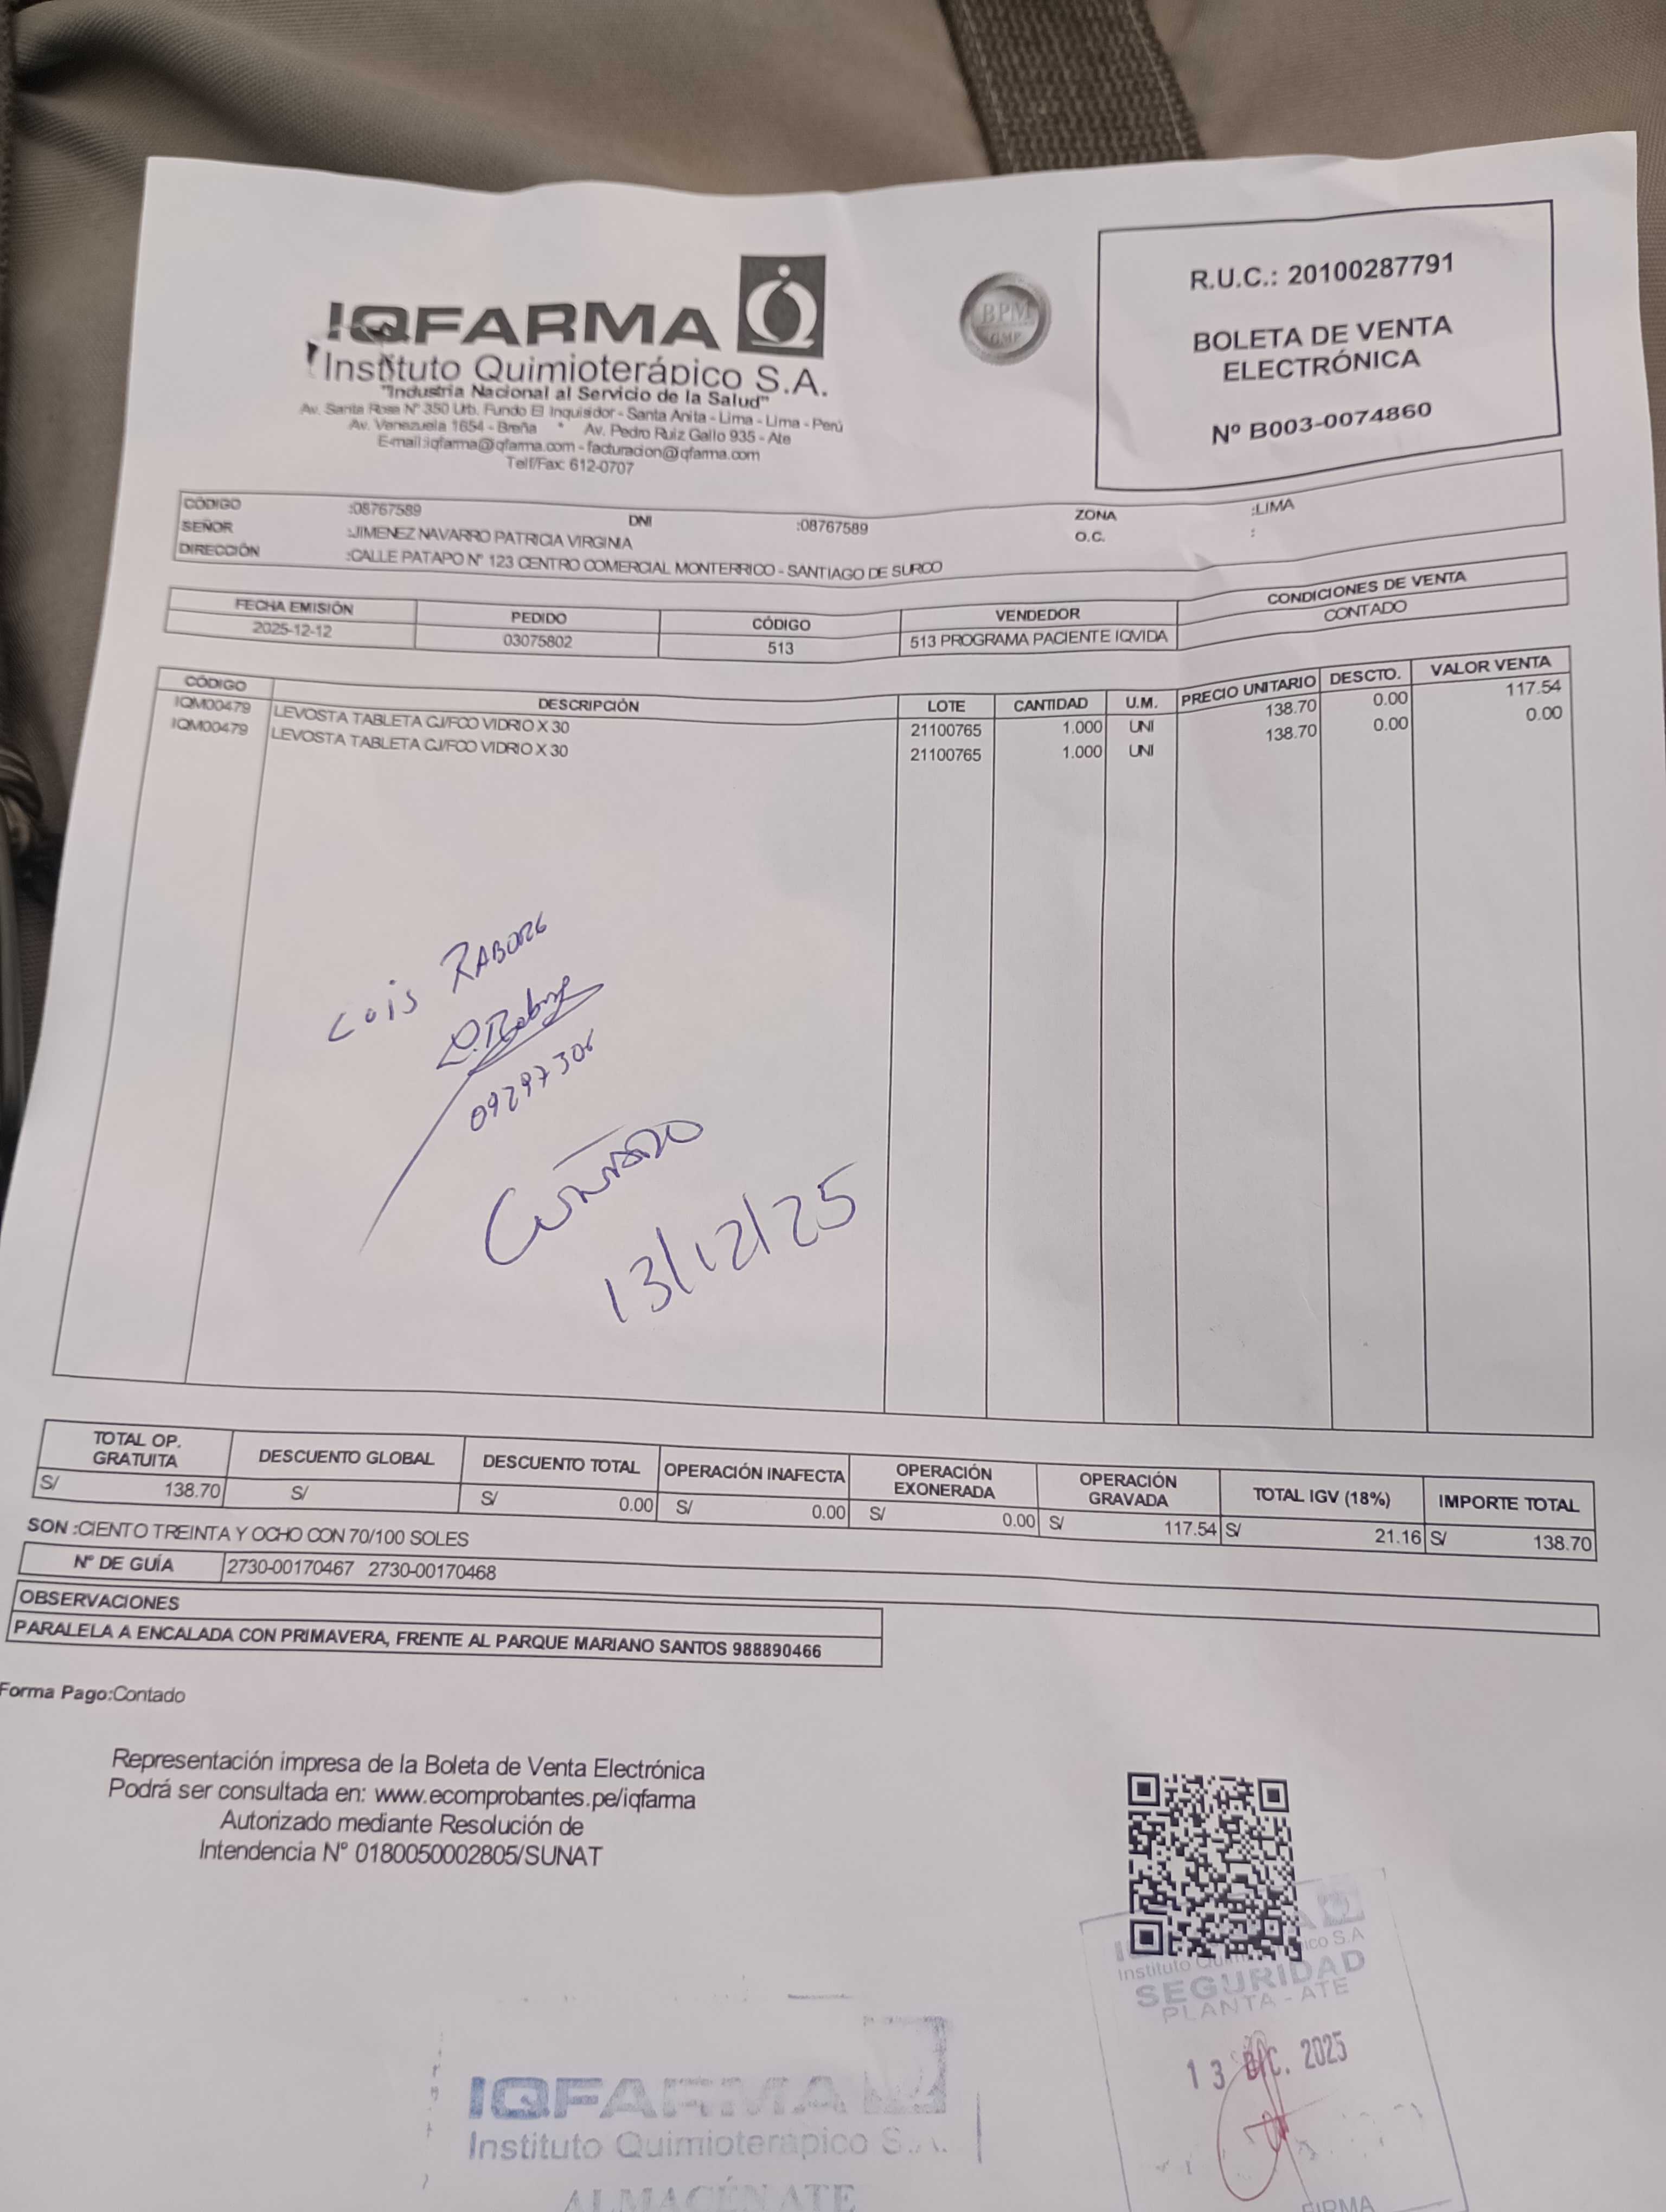 IQFARMA
Instituto Quimioterápico S.A.
"Industria Nacional al Servicio de la Salud"
Av. Santa Rosa N° 350 Urb. Fundo El Inquisidor - Santa Anita - Lima - Lima - Perú
Av. Venezuela 1654 - Breña * Av. Pedro Ruiz Gallo 935 - Ate
E-mail:iqfarma@iqfarma.com - facturacion@iqfarma.com
Telf/Fax: 612-0707
BPM
GMP
R.U.C.: 20100287791
BOLETA DE VENTA
ELECTRÓNICA
Nº B003-0074860
CÓDIGO :08767589 DNI :08767589 ZONA :LIMA
SEÑOR :JIMENEZ NAVARRO PATRICIA VIRGINIA O.C. :
DIRECCIÓN :CALLE PATAPO N° 123 CENTRO COMERCIAL MONTERRICO - SANTIAGO DE SURCO
FECHA EMISIÓN PEDIDO CÓDIGO VENDEDOR CONDICIONES DE VENTA
2025-12-12 03075802 513 513 PROGRAMA PACIENTE IQVIDA CONTADO
CÓDIGO DESCRIPCIÓN LOTE CANTIDAD U.M. PRECIO UNITARIO DESCTO. VALOR VENTA
IQM00479 LEVOSTA TABLETA CJ/FCO VIDRIO X 30 21100765 1.000 UNI 138.70 0.00 117.54
IQM00479 LEVOSTA TABLETA CJ/FCO VIDRIO X 30 21100765 1.000 UNI 138.70 0.00 0.00
Luis RABORG
09297306
13/12/25
TOTAL OP. GRATUITA DESCUENTO GLOBAL DESCUENTO TOTAL OPERACIÓN INAFECTA OPERACIÓN EXONERADA OPERACIÓN GRAVADA TOTAL IGV (18%) IMPORTE TOTAL
S/ 138.70 S/ S/ 0.00 S/ 0.00 S/ 0.00 S/ 117.54 S/ 21.16 S/ 138.70
SON :CIENTO TREINTA Y OCHO CON 70/100 SOLES
N° DE GUÍA 2730-00170467 2730-00170468
OBSERVACIONES
PARALELA A ENCALADA CON PRIMAVERA, FRENTE AL PARQUE MARIANO SANTOS 988890466
Forma Pago:Contado
Representación impresa de la Boleta de Venta Electrónica
Podrá ser consultada en: www.ecomprobantes.pe/iqfarma
Autorizado mediante Resolución de
Intendencia N° 0180050002805/SUNAT
SEGURIDAD
PLANTA - ATE
13 DIC. 2025
FIRMA
IQFARMA
Instituto Quimioterapico S.A.
ALMACÉN ATE